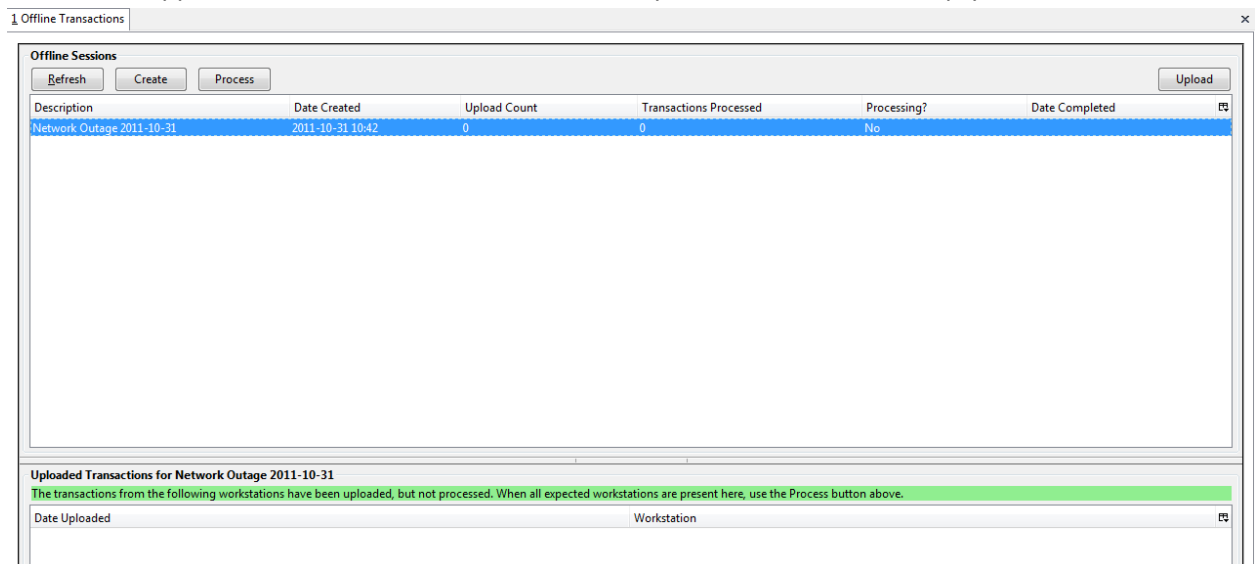 1 Offline Transactions
Offline Sessions
Refresh Create Process Upload
Description Date Created Upload Count Transactions Processed Processing? Date Completed
Network Outage 2011-10-31 2011-10-31 10:42 0 0 No
Uploaded Transactions for Network Outage 2011-10-31
The transactions from the following workstations have been uploaded, but not processed. When all expected workstations are present here, use the Process button above.
Date Uploaded Workstation